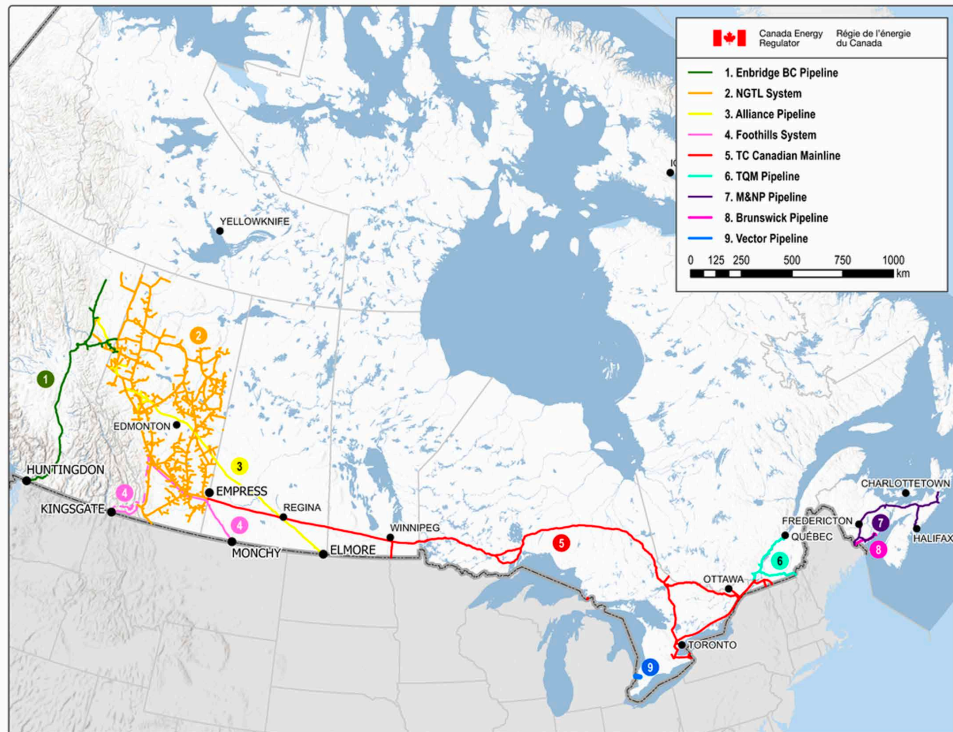 Canada Energy Regulator
Régie de l'énergie du Canada
1. Enbridge BC Pipeline
2. NGTL System
3. Alliance Pipeline
4. Foothills System
5. TC Canadian Mainline
6. TQM Pipeline
7. M&NP Pipeline
8. Brunswick Pipeline
9. Vector Pipeline
0 125 250 500 750 1000
km
YELLOWKNIFE
2
1
EDMONTON
3
HUNTINGDON
4
EMPRESS
KINGSGATE
REGINA
4
MONCHY
ELMORE
WINNIPEG
5
CHARLOTTETOWN
FREDERICTON
7
QUÉBEC
HALIFAX
8
6
OTTAWA
TORONTO
9